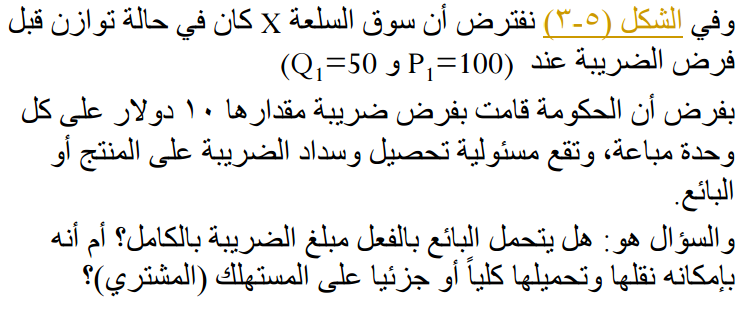 وفي الشكل (٥-٣) نفترض أن سوق السلعة X كان في حالة توازن قبل
فرض الضريبة عند (P₁=100 و Q₁=50)
بفرض أن الحكومة قامت بفرض ضريبة مقدارها ١٠ دولار على كل
وحدة مباعة، وتقع مسئولية تحصيل وسداد الضريبة على المنتج أو
البائع.
والسؤال هو: هل يتحمل البائع بالفعل مبلغ الضريبة بالكامل؟ أم أنه
بإمكانه نقلها وتحميلها كلياً أو جزئيا على المستهلك (المشتري)؟